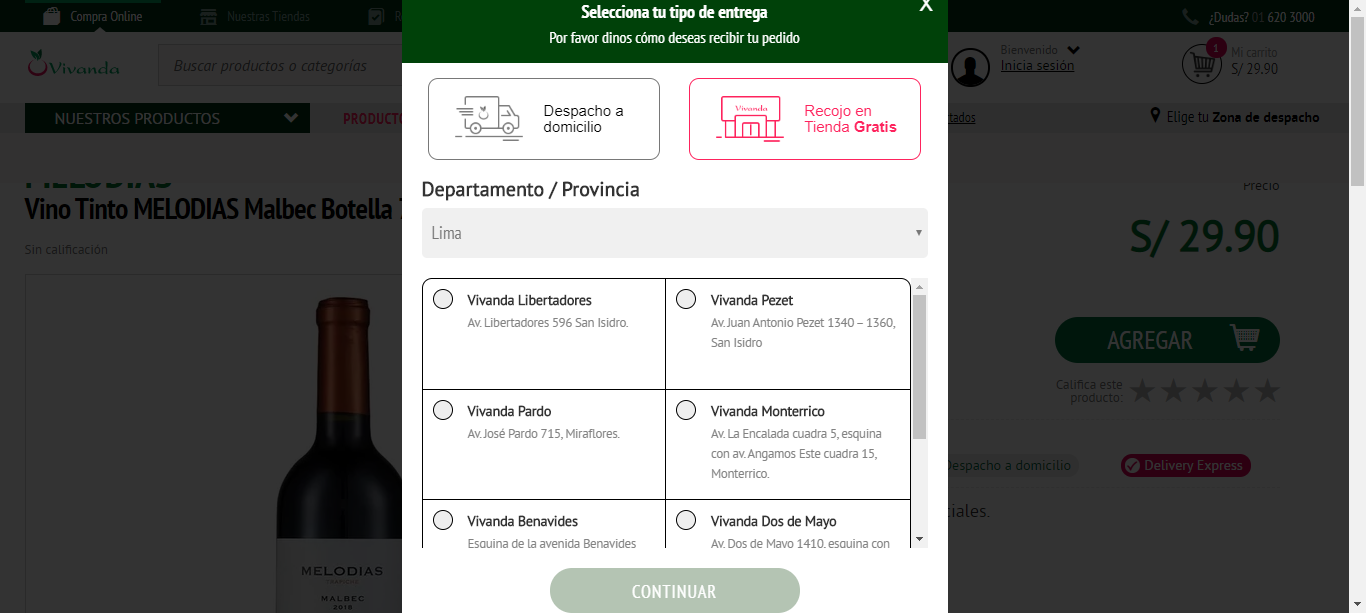 Compra Online
Nuestras Tiendas
¿Dudas? 01 620 3000
Selecciona tu tipo de entrega
X
Por favor dinos cómo deseas recibir tu pedido
Vivanda
Buscar productos o categorías
Bienvenido
Inicia sesión
1
Mi carrito
S/ 29.90
NUESTROS PRODUCTOS
Elige tu Zona de despacho
Despacho a
domicilio
Vivanda
Recojo en
Tienda Gratis
Departamento / Provincia
Lima
MELODIAS
Vino Tinto MELODIAS Malbec Botella
Sin calificación
Precio
S/ 29.90
Vivanda Libertadores
Av. Libertadores 596 San Isidro.
Vivanda Pezet
Av. Juan Antonio Pezet 1340 – 1360,
San Isidro
Vivanda Pardo
Av. José Pardo 715, Miraflores.
Vivanda Monterrico
Av. La Encalada cuadra 5, esquina
con av. Angamos Este cuadra 15,
Monterrico.
Vivanda Benavides
Esquina de la avenida Benavides
Vivanda Dos de Mayo
Av. Dos de Mayo 1410, esquina con
CONTINUAR
AGREGAR
Califica este
producto:
Despacho a domicilio
Delivery Express
MELODIAS
TRAPICHE
MALBEC
2018